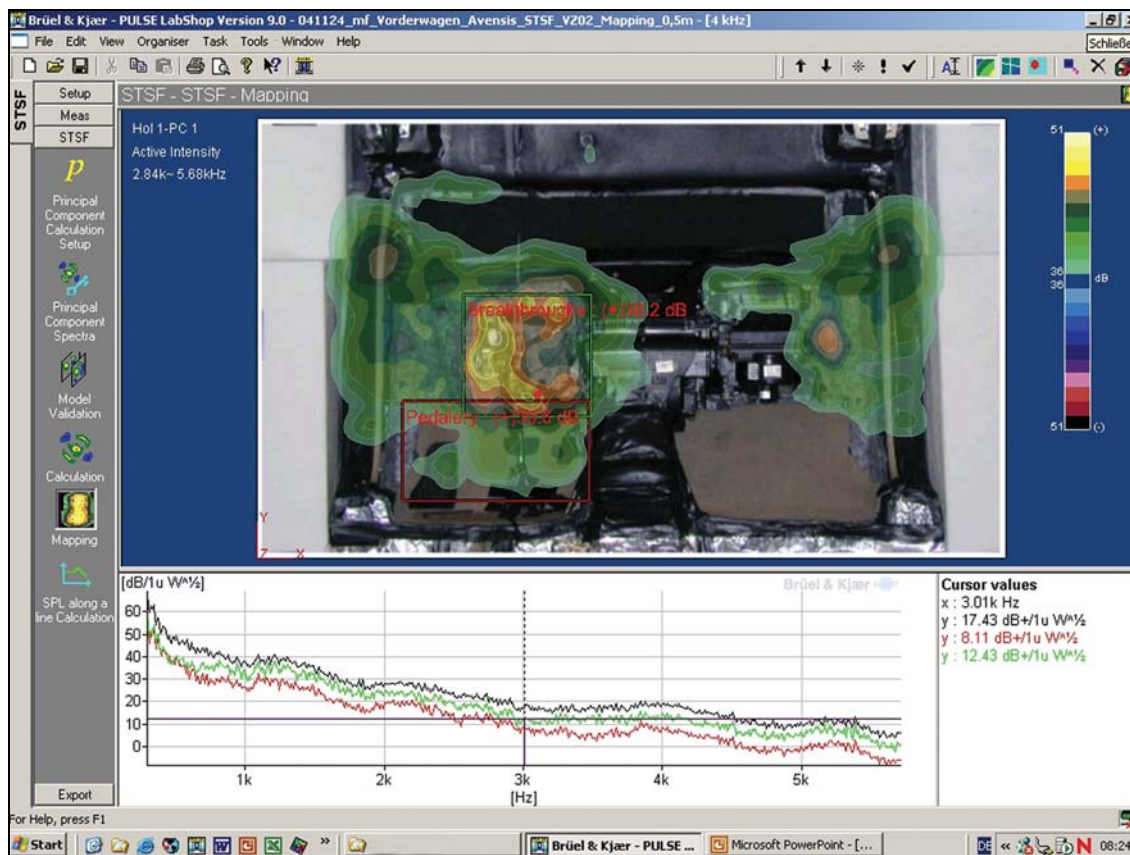 Brüel & Kjær - PULSE LabShop Version 9.0 - 041124_mf_Vorderwagen_Avensis_STSF_VZ02_Mapping_0,5m - [4 kHz]
File Edit View Organiser Task Tools Window Help
Schließe
STSF
Setup
Meas
STSF
STSF - STSF - Mapping
p
Principal
Component
Calculation
Setup
Principal
Component
Spectra
Model
Validation
Calculation
Mapping
SPL along a
line Calculation
Export
Hol 1-PC 1
Active Intensity
2.84k~ 5.68kHz
51 (+)
36
36 dB
51 (-)
Y
Z X
[dB/1u W^½]
Brüel & Kjær
60
50
40
30
20
10
0
1k 2k 3k 4k 5k
[Hz]
Cursor values
x : 3.01k Hz
y : 17.43 dB+/1u W^½
y : 8.11 dB+/1u W^½
y : 12.43 dB+/1u W^½
For Help, press F1
Start
Brüel & Kjær - PULSE ...
Microsoft PowerPoint - [...
DE
08:24